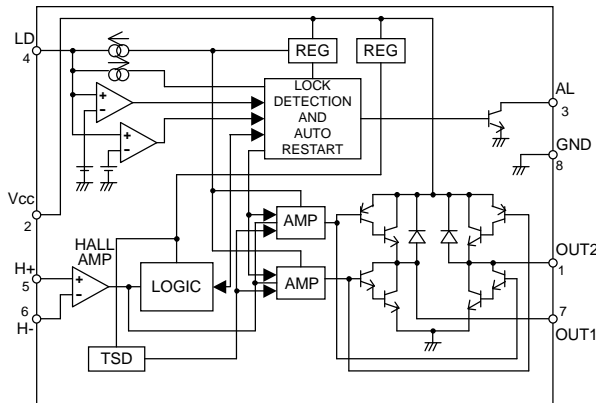 LD
4
REG
REG
LOCK
DETECTION
AND
AUTO
RESTART
AL
3
GND
8
+
-
+
-
Vcc
2
AMP
HALL
AMP
H+
5
+
-
LOGIC
AMP
OUT2
1
6
H-
7
OUT1
TSD